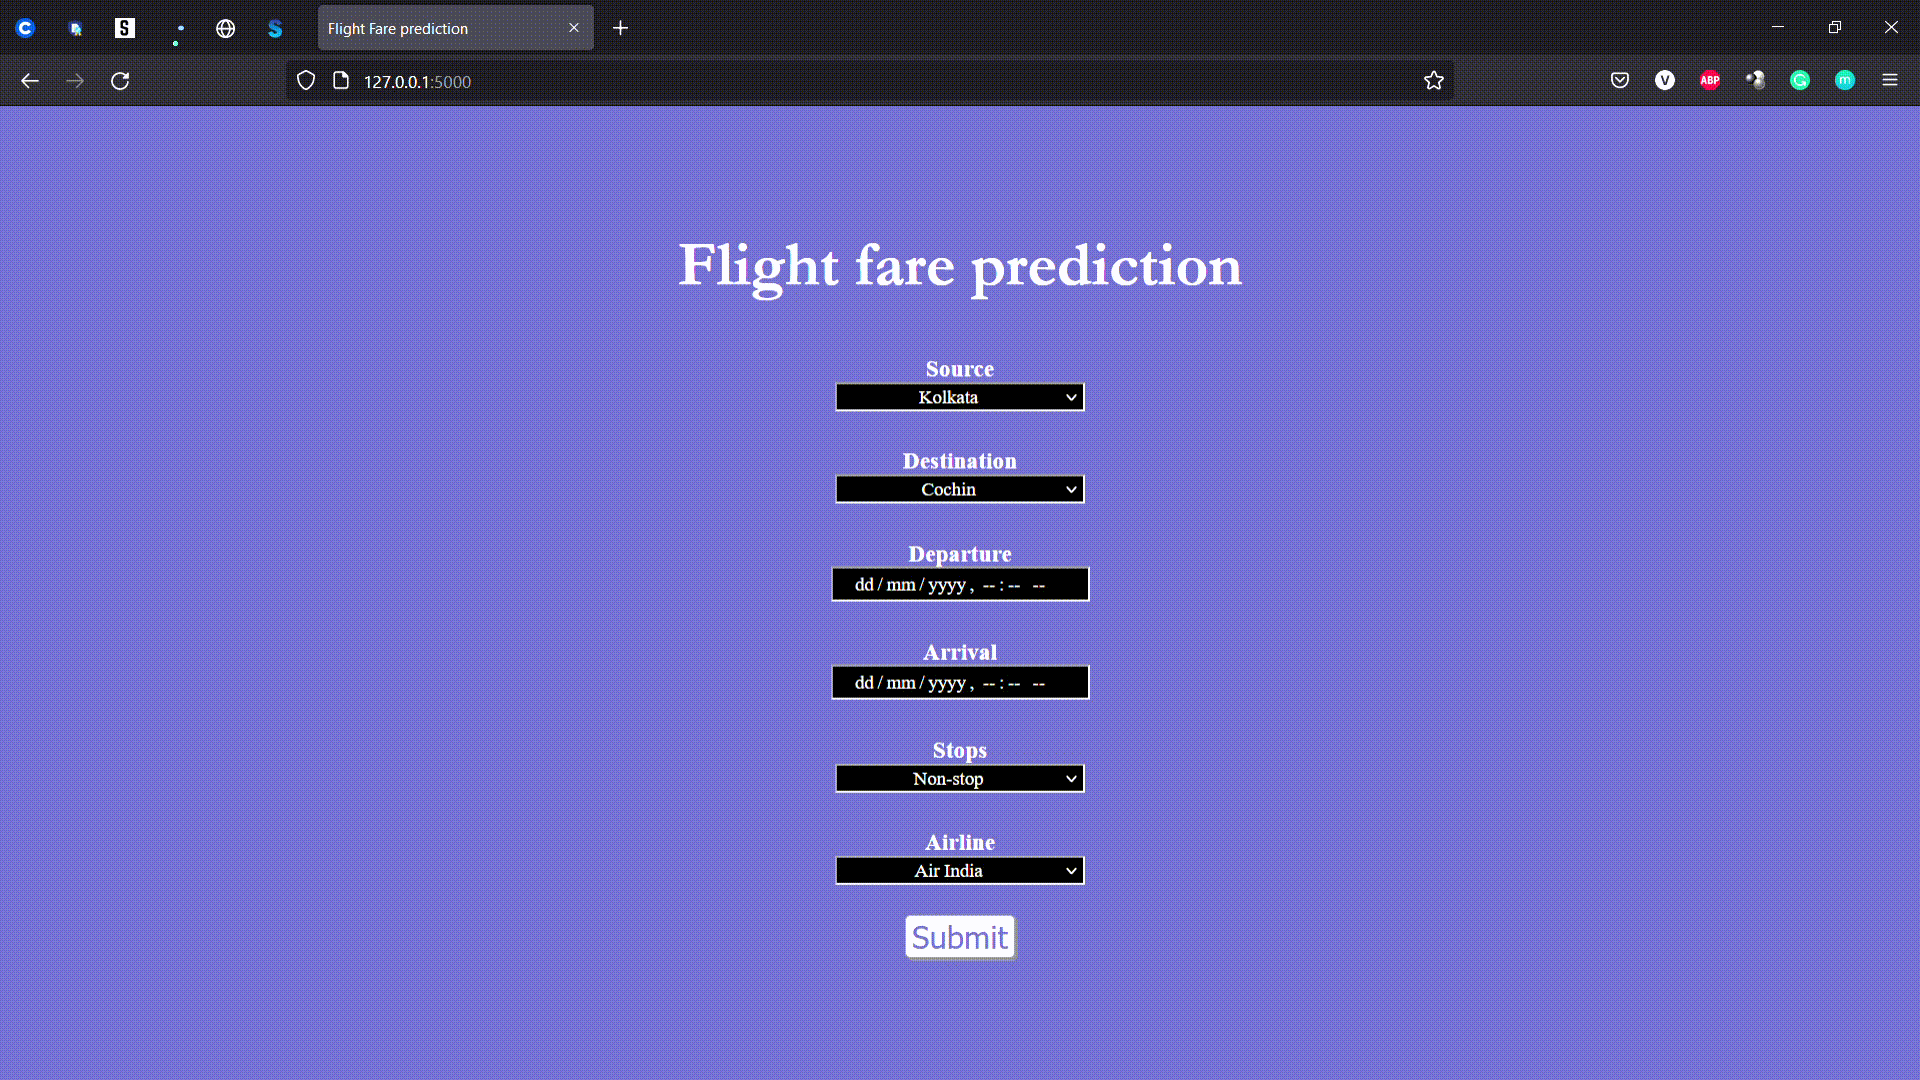 Flight Fare prediction
127.0.0.1:5000
V
ABP
m
Flight fare prediction
Source
Kolkata
Destination
Cochin
Departure
dd / mm / yyyy , -- : -- --
Arrival
dd / mm / yyyy , -- : -- --
Stops
Non-stop
Airline
Air India
Submit